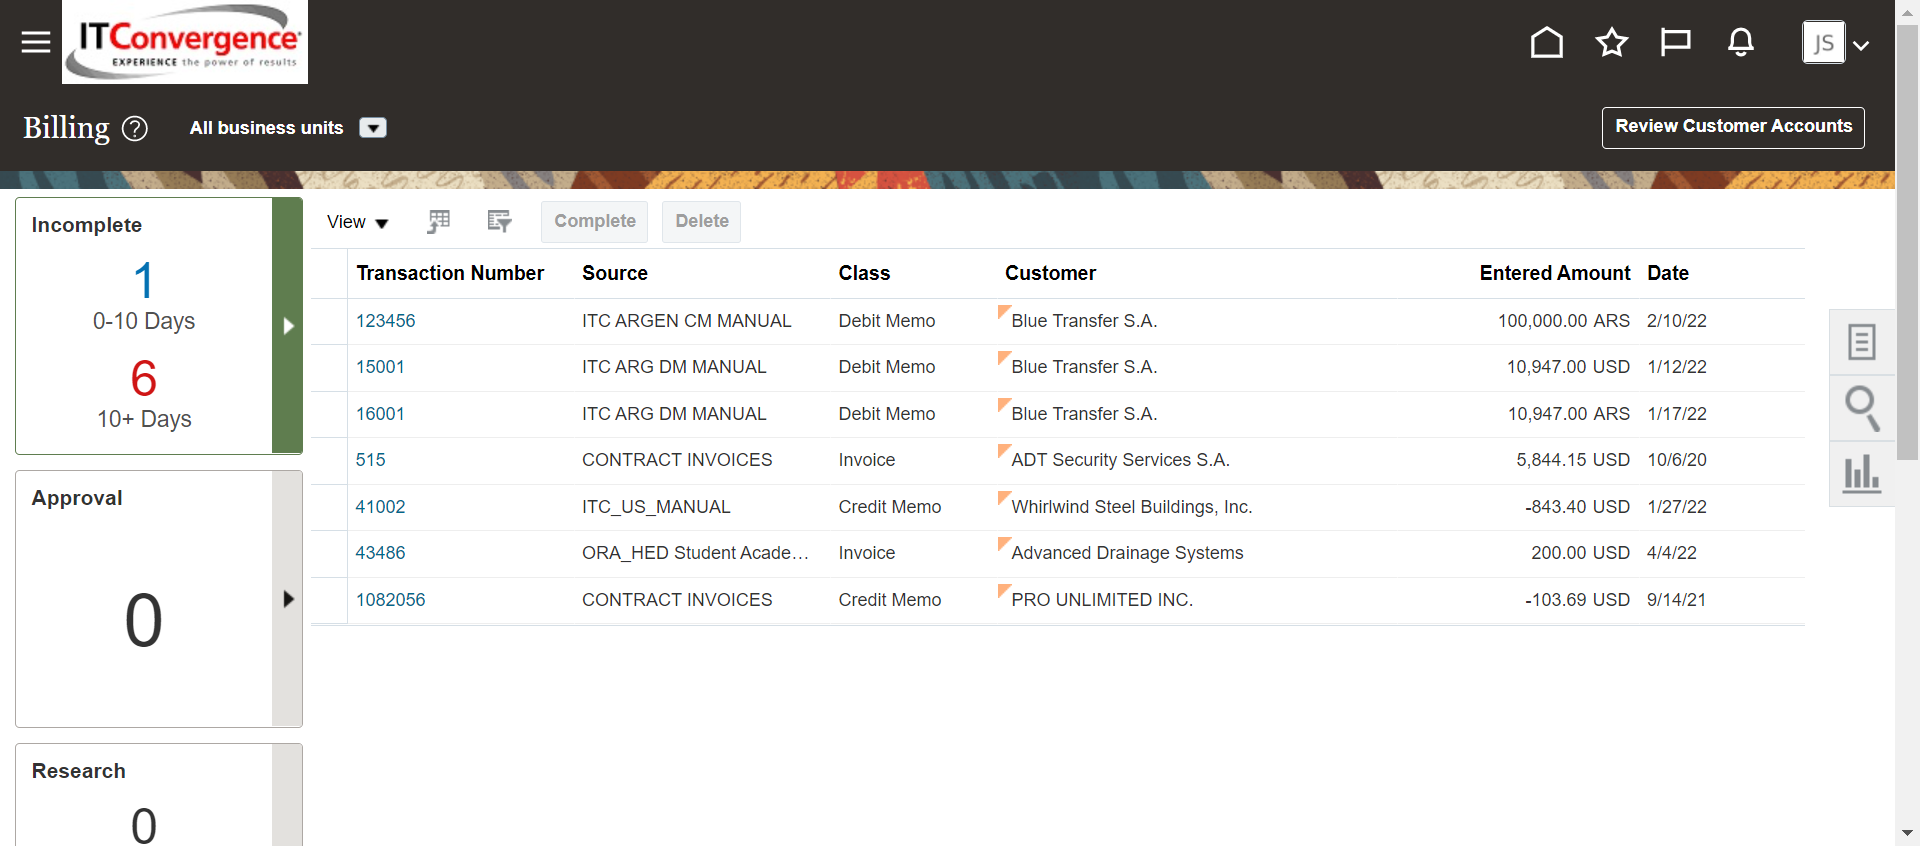 ITConvergence
EXPERIENCE the power of results
JS
Billing ? All business units
Review Customer Accounts
Incomplete
1
0-10 Days
6
10+ Days
Approval
0
Research
0
View Complete Delete
Transaction Number Source Class Customer Entered Amount Date
123456 ITC ARGEN CM MANUAL Debit Memo Blue Transfer S.A. 100,000.00 ARS 2/10/22
15001 ITC ARG DM MANUAL Debit Memo Blue Transfer S.A. 10,947.00 USD 1/12/22
16001 ITC ARG DM MANUAL Debit Memo Blue Transfer S.A. 10,947.00 ARS 1/17/22
515 CONTRACT INVOICES Invoice ADT Security Services S.A. 5,844.15 USD 10/6/20
41002 ITC_US_MANUAL Credit Memo Whirlwind Steel Buildings, Inc. -843.40 USD 1/27/22
43486 ORA_HED Student Acade... Invoice Advanced Drainage Systems 200.00 USD 4/4/22
1082056 CONTRACT INVOICES Credit Memo PRO UNLIMITED INC. -103.69 USD 9/14/21